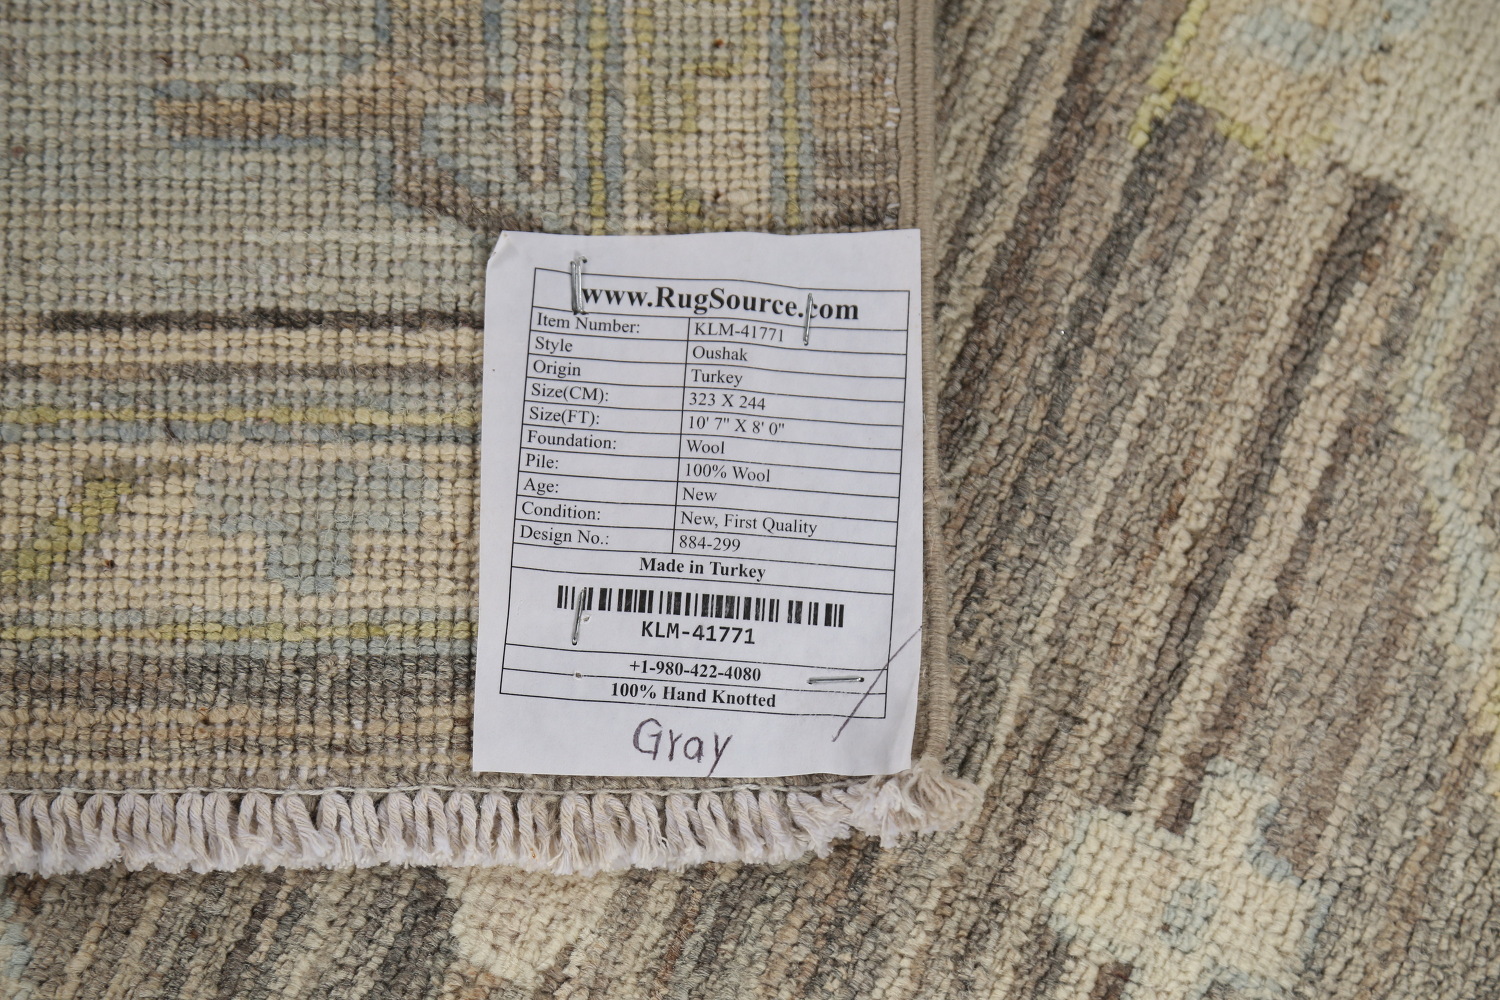 www.RugSource.com
Item Number: KLM-41771
Style Oushak
Origin Turkey
Size(CM): 323 X 244
Size(FT): 10' 7" X 8' 0"
Foundation: Wool
Pile: 100% Wool
Age: New
Condition: New, First Quality
Design No.: 884-299
Made in Turkey
KLM-41771
+1-980-422-4080
100% Hand Knotted
Gray